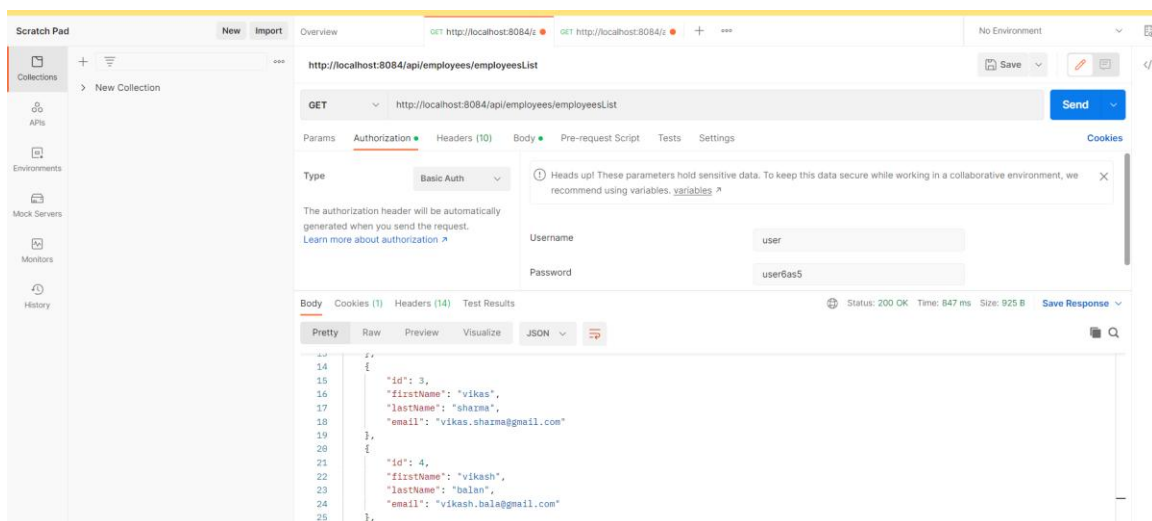 Scratch Pad
New
Import
Overview
GET http://localhost:8084/a
GET http://localhost:8084/a
No Environment
Collections
New Collection
APIs
Environments
Mock Servers
Monitors
History
http://localhost:8084/api/employees/employeesList
Save
GET
http://localhost:8084/api/employees/employeesList
Send
Params
Authorization
Headers (10)
Body
Pre-request Script
Tests
Settings
Cookies
Type
Basic Auth
The authorization header will be automatically
generated when you send the request.
Learn more about authorization ↗
Heads up! These parameters hold sensitive data. To keep this data secure while working in a collaborative environment, we
recommend using variables. variables ↗
Username
user
Password
user6as5
Body
Cookies (1)
Headers (14)
Test Results
Status: 200 OK Time: 847 ms Size: 925 B
Save Response
Pretty
Raw
Preview
Visualize
JSON
13 },
14 {
15 "id": 3,
16 "firstName": "vikas",
17 "lastName": "sharma",
18 "email": "vikas.sharma@gmail.com"
19 },
20 {
21 "id": 4,
22 "firstName": "vikash",
23 "lastName": "balan",
24 "email": "vikash.bala@gmail.com"
25 },